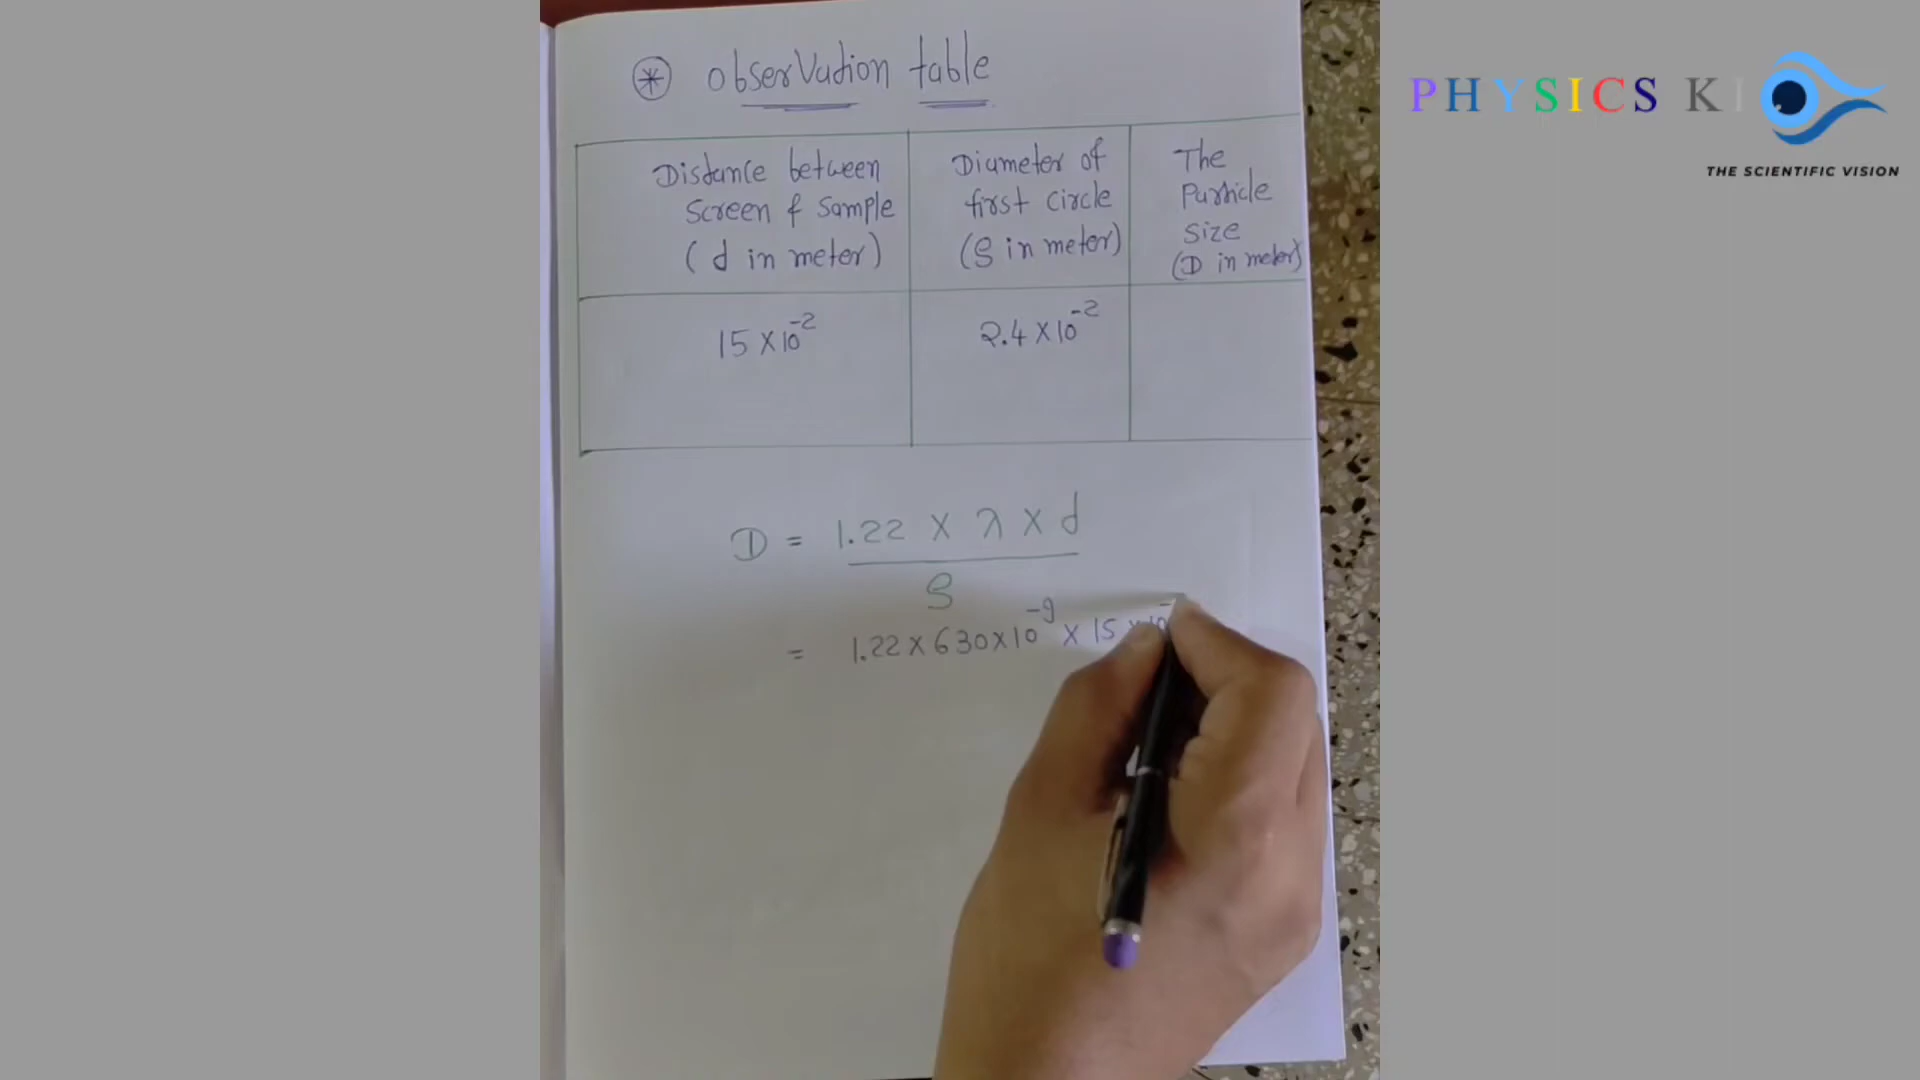 PHYSICS KI
THE SCIENTIFIC VISION
* observation table
Distance between
Screen & Sample
(d in meter)
Diameter of
first circle
(S in meter)
The
Particle
Size
(D in meter)
15 × 10⁻²
2.4 × 10⁻²
D = 1.22 × λ × d
S
= 1.22 × 630 × 10⁻⁹ × 15 × 10⁻